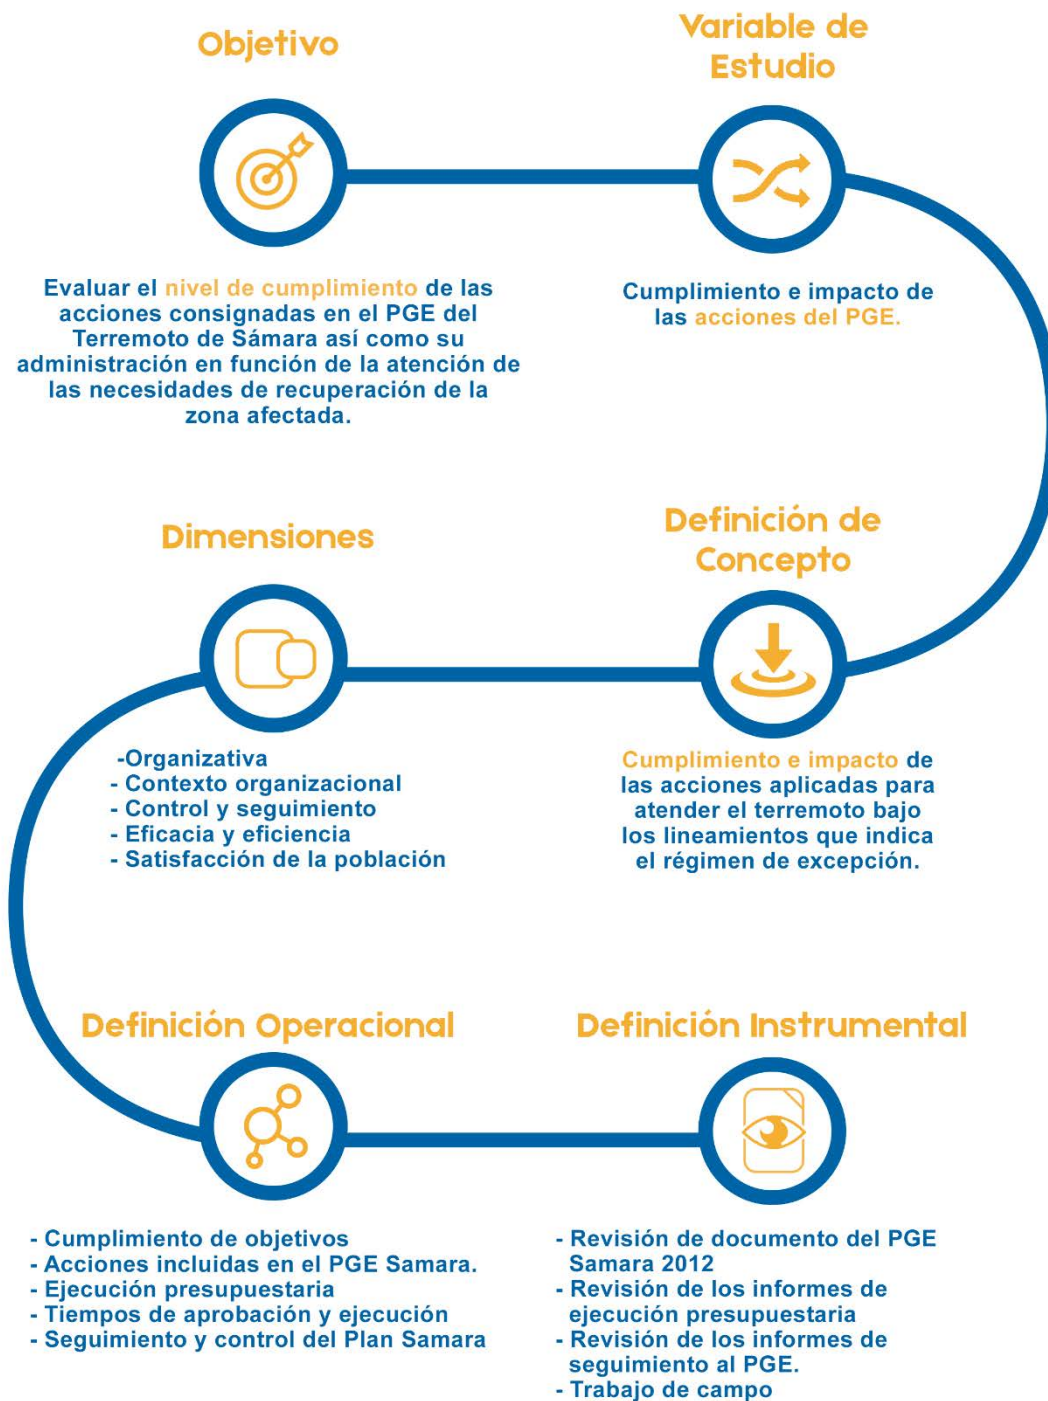 Objetivo
Evaluar el nivel de cumplimiento de las
acciones consignadas en el PGE del
Terremoto de Sámara así como su
administración en función de la atención de
las necesidades de recuperación de la
zona afectada.
Variable de
Estudio
Cumplimiento e impacto de
las acciones del PGE.
Definición de
Concepto
Cumplimiento e impacto de
las acciones aplicadas para
atender el terremoto bajo
los lineamientos que indica
el régimen de excepción.
Dimensiones
-Organizativa
- Contexto organizacional
- Control y seguimiento
- Eficacia y eficiencia
- Satisfacción de la población
Definición Operacional
- Cumplimiento de objetivos
- Acciones incluidas en el PGE Samara.
- Ejecución presupuestaria
- Tiempos de aprobación y ejecución
- Seguimiento y control del Plan Samara
Definición Instrumental
- Revisión de documento del PGE
Samara 2012
- Revisión de los informes de
ejecución presupuestaria
- Revisión de los informes de
seguimiento al PGE.
- Trabajo de campo